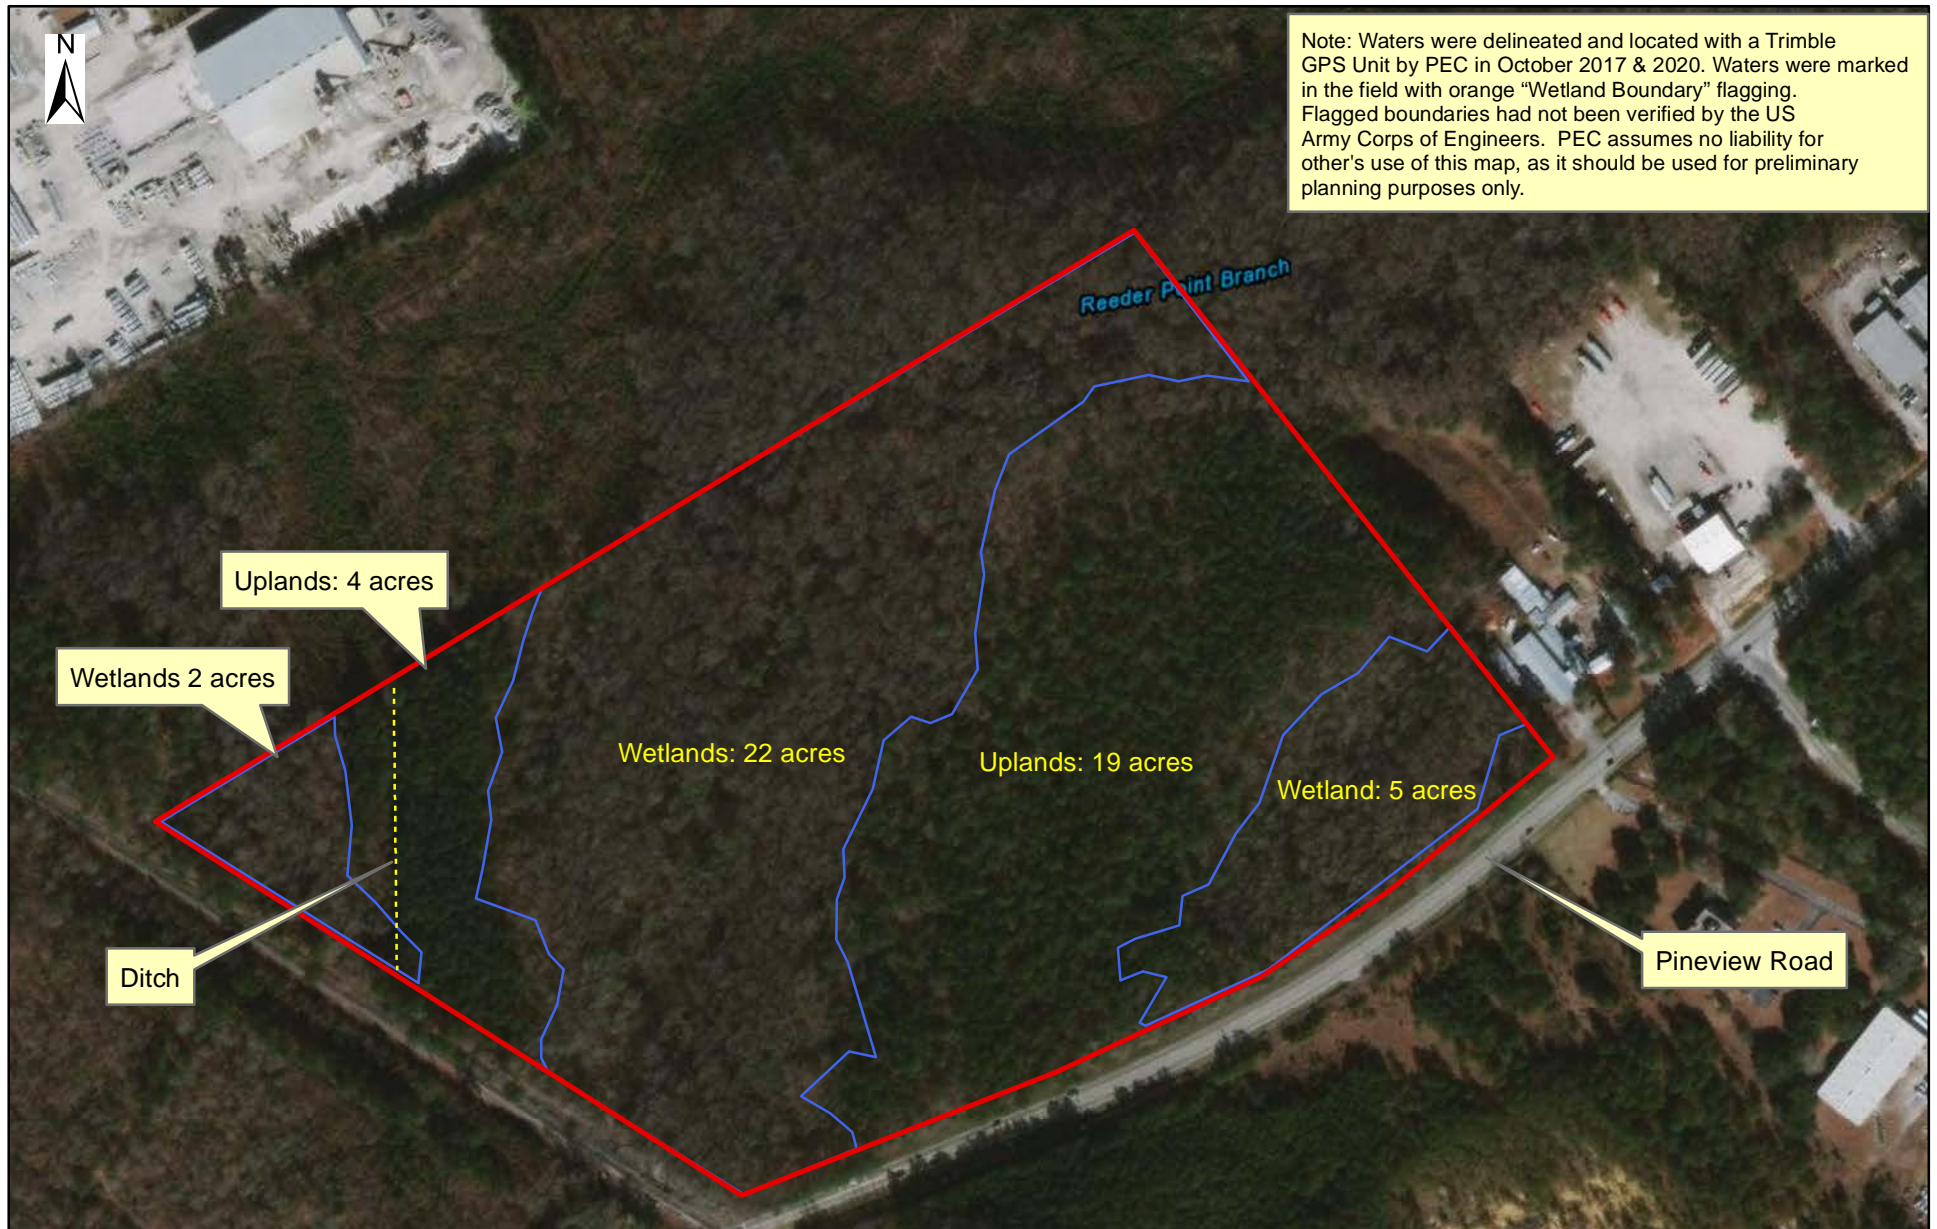 N
Note: Waters were delineated and located with a Trimble
GPS Unit by PEC in October 2017 & 2020. Waters were marked
in the field with orange “Wetland Boundary” flagging.
Flagged boundaries had not been verified by the US
Army Corps of Engineers.  PEC assumes no liability for
other's use of this map, as it should be used for preliminary
planning purposes only.
Reeder Point Branch
Uplands: 4 acres
Wetlands 2 acres
Wetlands: 22 acres
Uplands: 19 acres
Wetland: 5 acres
Ditch
Pineview Road